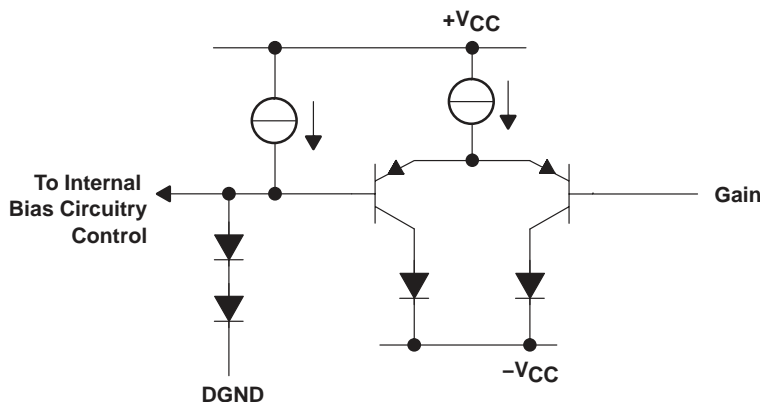 +VCC
To Internal
Bias Circuitry
Control
Gain
−VCC
DGND